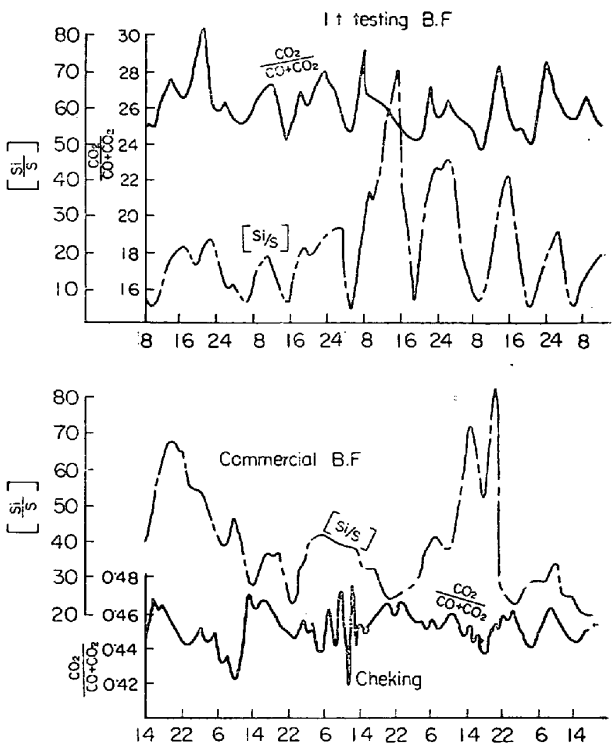 1 t testing B.F
80
70
60
50
40
30
20
10
[Si/S]
30
28
26
24
22
20
18
16
CO2/CO+CO2
CO2/CO+CO2
[Si/S]
8 16 24 8 16 24 8 16 24 8 16 24 8
Commercial B.F
80
70
60
50
40
30
20
[Si/S]
0·48
0·46
0·44
0·42
CO2/CO+CO2
[Si/S]
CO2/CO+CO2
Cheking
14 22 6 14 22 6 14 22 6 14 22 6 14